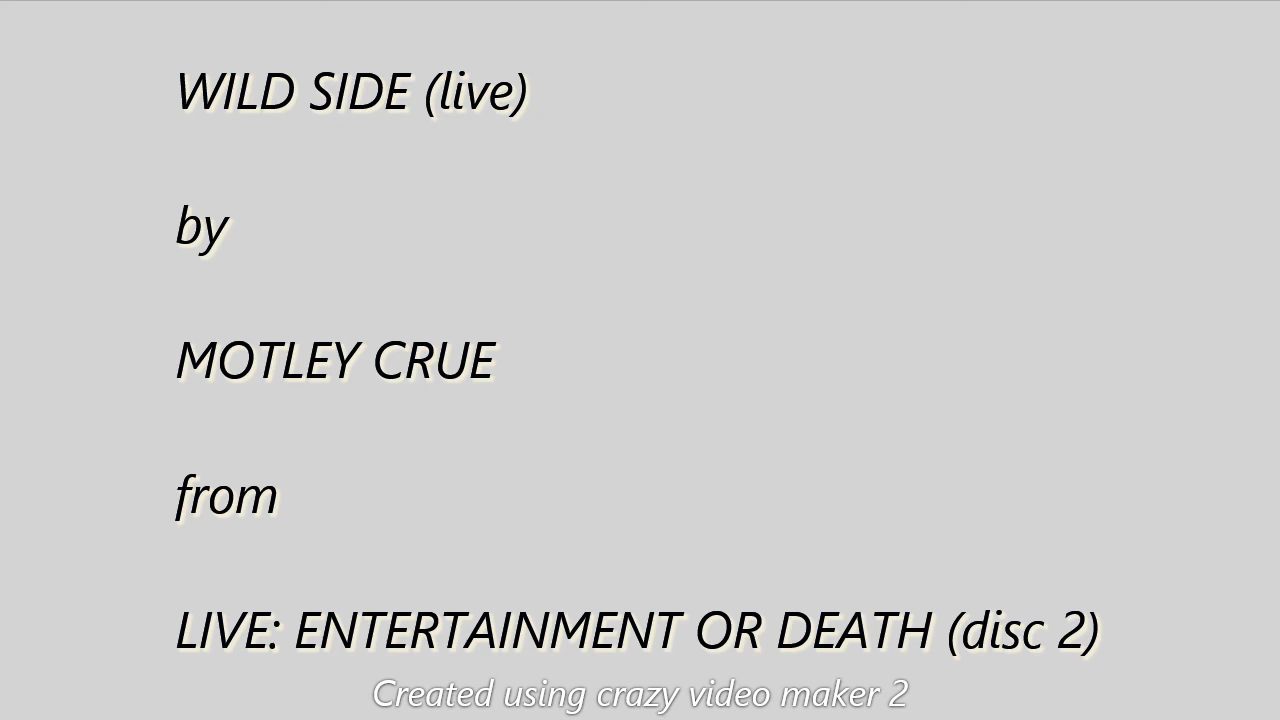 WILD SIDE (live)
by
MOTLEY CRUE
from
LIVE: ENTERTAINMENT OR DEATH (disc 2)
Created using crazy video maker 2